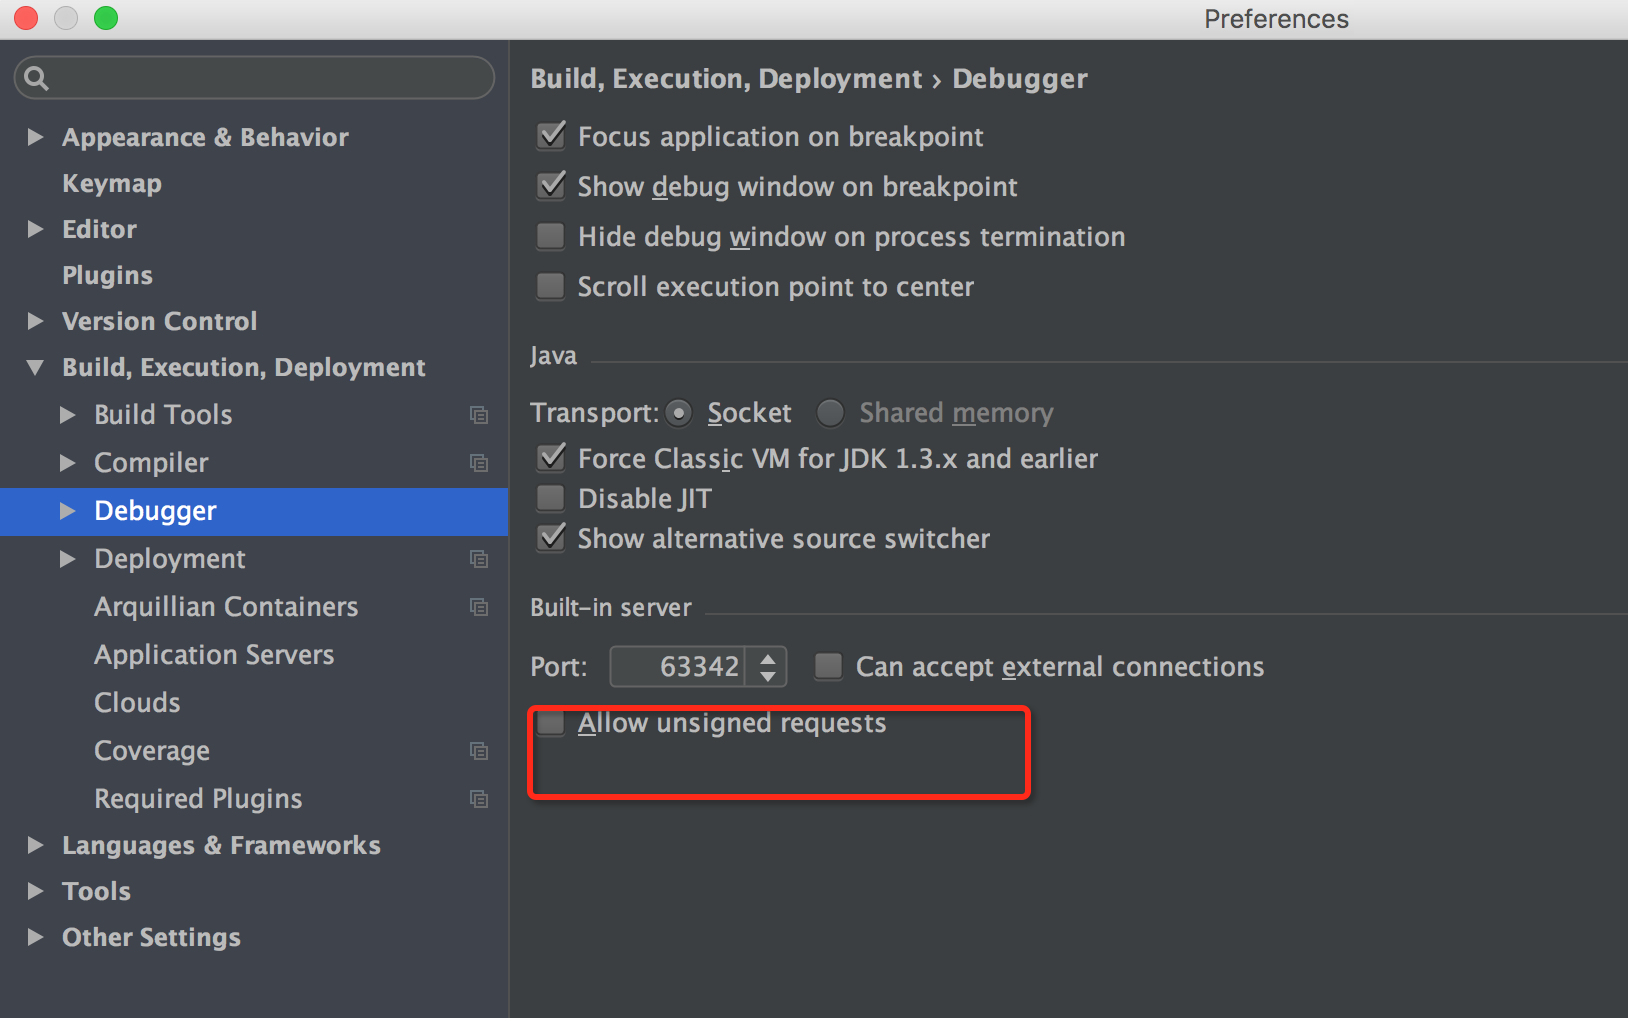 Preferences
Appearance & Behavior
Keymap
Editor
Plugins
Version Control
Build, Execution, Deployment
Build Tools
Compiler
Debugger
Deployment
Arquillian Containers
Application Servers
Clouds
Coverage
Required Plugins
Languages & Frameworks
Tools
Other Settings
Build, Execution, Deployment › Debugger
Focus application on breakpoint
Show debug window on breakpoint
Hide debug window on process termination
Scroll execution point to center
Java
Transport: Socket Shared memory
Force Classic VM for JDK 1.3.x and earlier
Disable JIT
Show alternative source switcher
Built-in server
Port: 63342 Can accept external connections
Allow unsigned requests